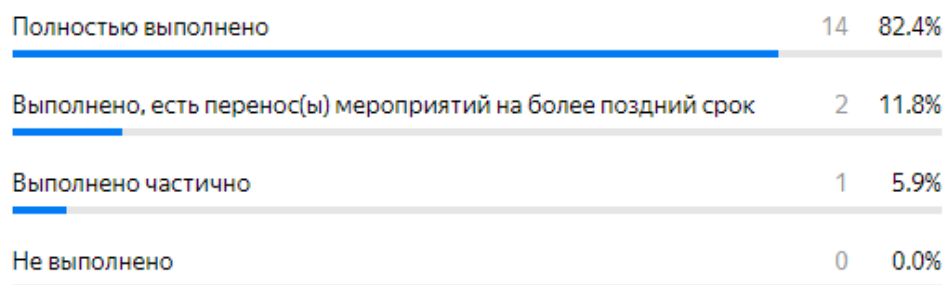 Полностью выполнено 14 82.4%
Выполнено, есть перенос(ы) мероприятий на более поздний срок 2 11.8%
Выполнено частично 1 5.9%
Не выполнено 0 0.0%